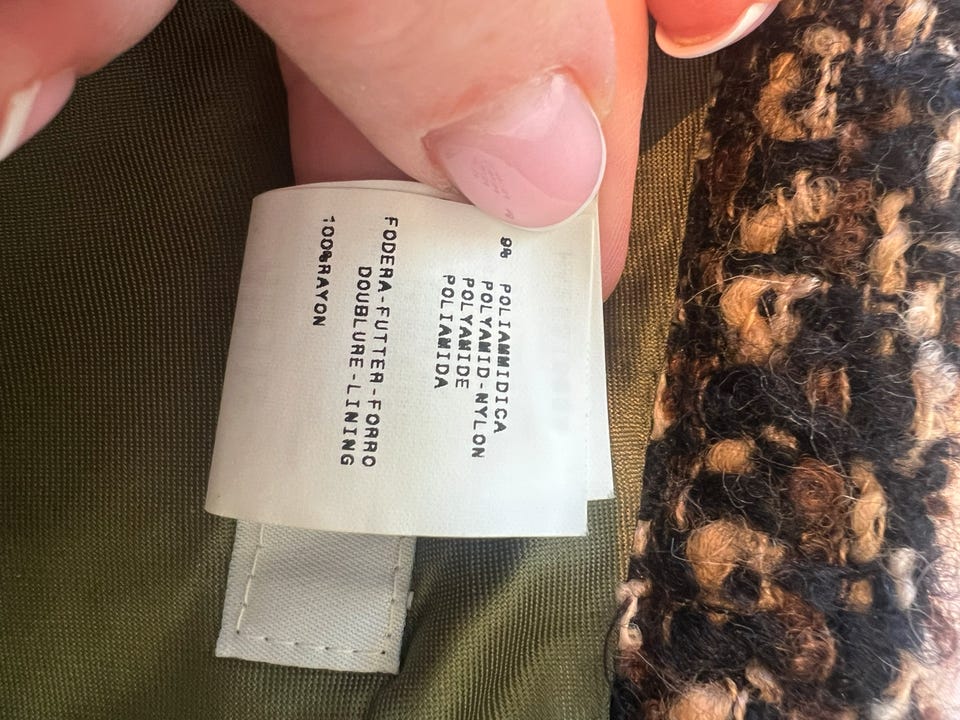 9% POLIAMMIDICA
POLYAMID-NYLON
POLYAMIDE
POLIAMIDA
FODERA-FUTTER-FORRO
DOUBLURE-LINING
100%RAYON